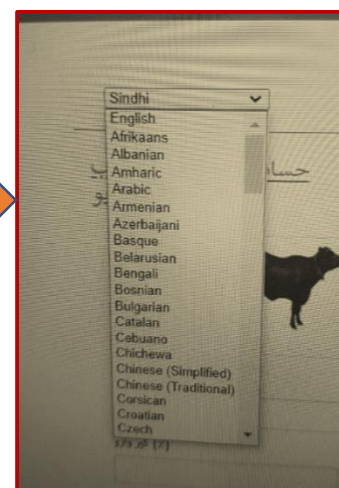 Sindhi
English
Afrikaans
Albanian
Amharic
Arabic
Armenian
Azerbaijani
Basque
Belarusian
Bengali
Bosnian
Bulgarian
Catalan
Cebuano
Chichewa
Chinese (Simplified)
Chinese (Traditional)
Corsican
Croatian
Czech